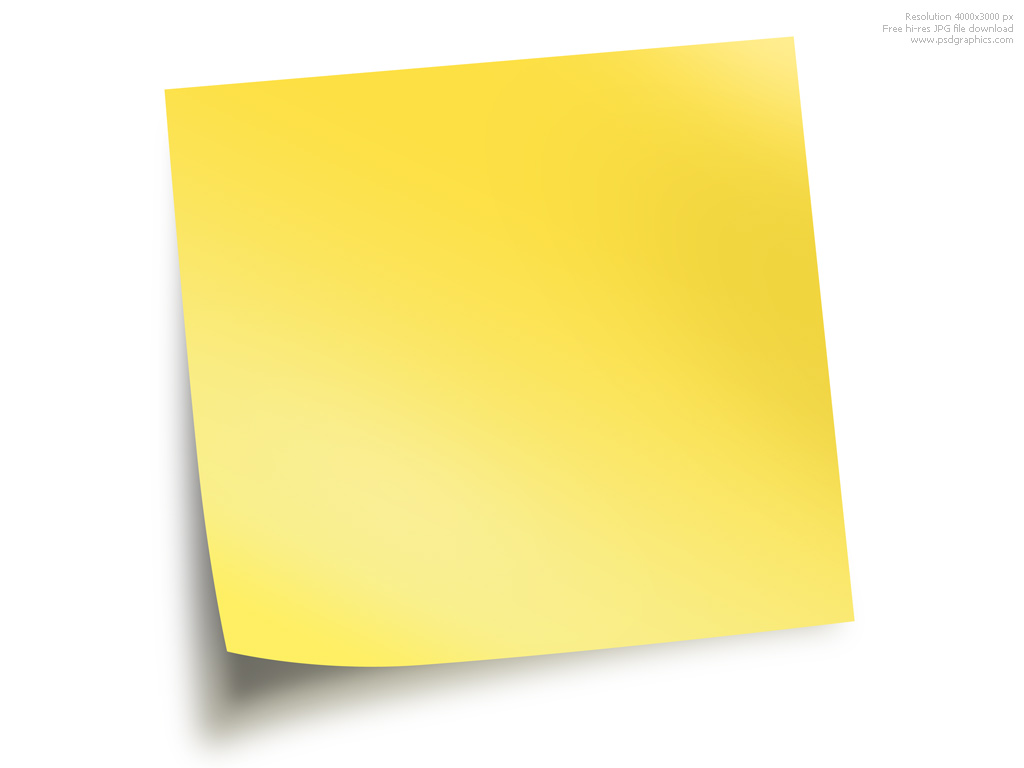 Resolution 4000x3000 px
Free hi-res JPG file download
www.psdgraphics.com